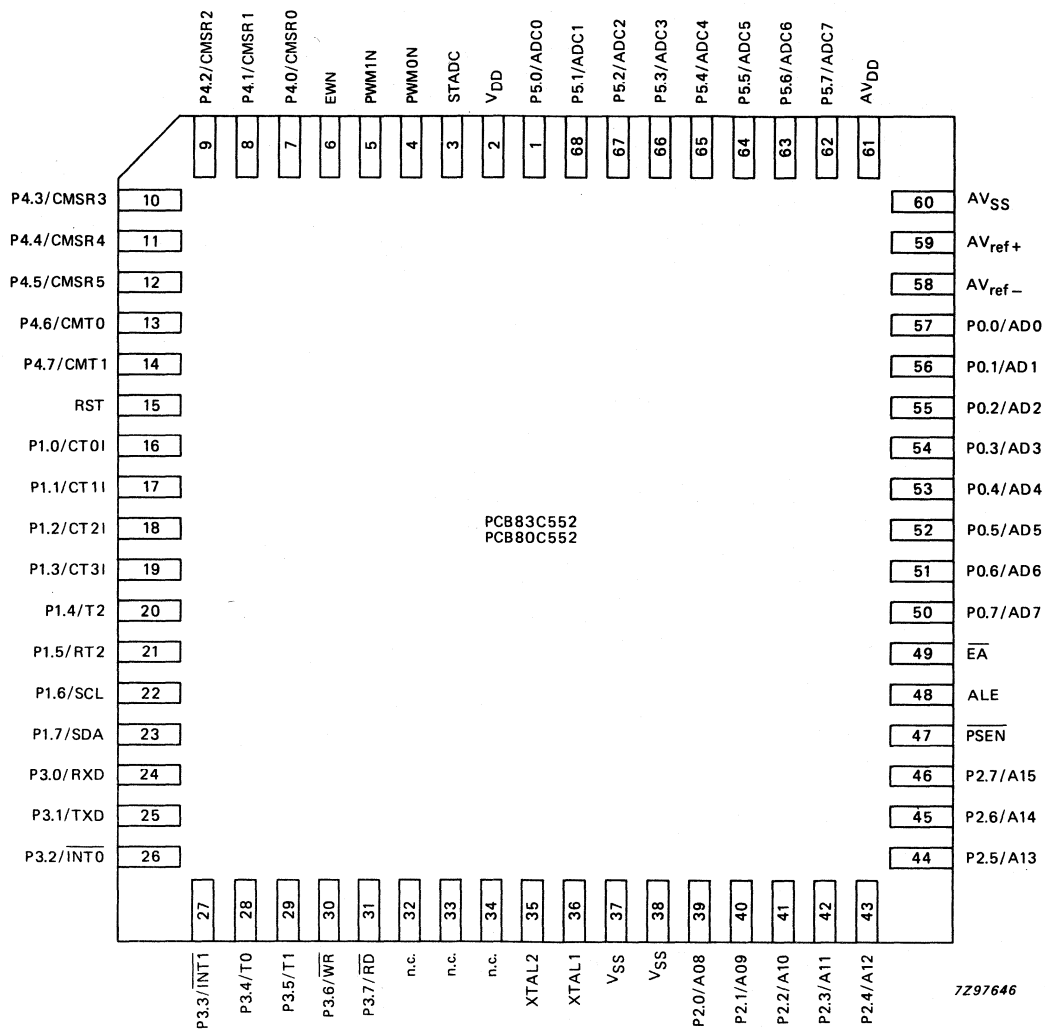 P4.2/CMSR2
P4.1/CMSR1
P4.0/CMSR0
EWN
PWM1N
PWM0N
STADC
VDD
P5.0/ADC0
P5.1/ADC1
P5.2/ADC2
P5.3/ADC3
P5.4/ADC4
P5.5/ADC5
P5.6/ADC6
P5.7/ADC7
AVDD
9 8 7 6 5 4 3 2 1 68 67 66 65 64 63 62 61
P4.3/CMSR3 10
P4.4/CMSR4 11
P4.5/CMSR5 12
P4.6/CMT0 13
P4.7/CMT1 14
RST 15
P1.0/CT0I 16
P1.1/CT1I 17
P1.2/CT2I 18
P1.3/CT3I 19
P1.4/T2 20
P1.5/RT2 21
P1.6/SCL 22
P1.7/SDA 23
P3.0/RXD 24
P3.1/TXD 25
P3.2/INT0 26
PCB83C552
PCB80C552
60 AVSS
59 AVref+
58 AVref−
57 P0.0/AD0
56 P0.1/AD1
55 P0.2/AD2
54 P0.3/AD3
53 P0.4/AD4
52 P0.5/AD5
51 P0.6/AD6
50 P0.7/AD7
49 EA
48 ALE
47 PSEN
46 P2.7/A15
45 P2.6/A14
44 P2.5/A13
27 28 29 30 31 32 33 34 35 36 37 38 39 40 41 42 43
P3.3/INT1
P3.4/T0
P3.5/T1
P3.6/WR
P3.7/RD
n.c.
n.c.
n.c.
XTAL2
XTAL1
VSS
VSS
P2.0/A08
P2.1/A09
P2.2/A10
P2.3/A11
P2.4/A12
7Z97646